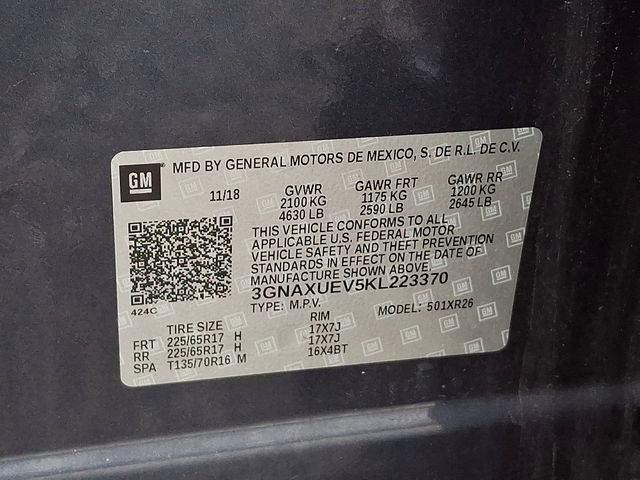 GM
MFD BY GENERAL MOTORS DE MEXICO, S. DE R.L. DE C.V.
11/18 GVWR GAWR FRT GAWR RR
2100 KG 1175 KG 1200 KG
4630 LB 2590 LB 2645 LB
THIS VEHICLE CONFORMS TO ALL
APPLICABLE U.S. FEDERAL MOTOR
VEHICLE SAFETY AND THEFT PREVENTION
STANDARDS IN EFFECT ON THE DATE OF
MANUFACTURE SHOWN ABOVE.
3GNAXUEV5KL223370
424C TYPE: M.P.V. MODEL: 501XR26
TIRE SIZE RIM
FRT 225/65R17 H 17X7J
RR 225/65R17 H 17X7J
SPA T135/70R16 M 16X4BT